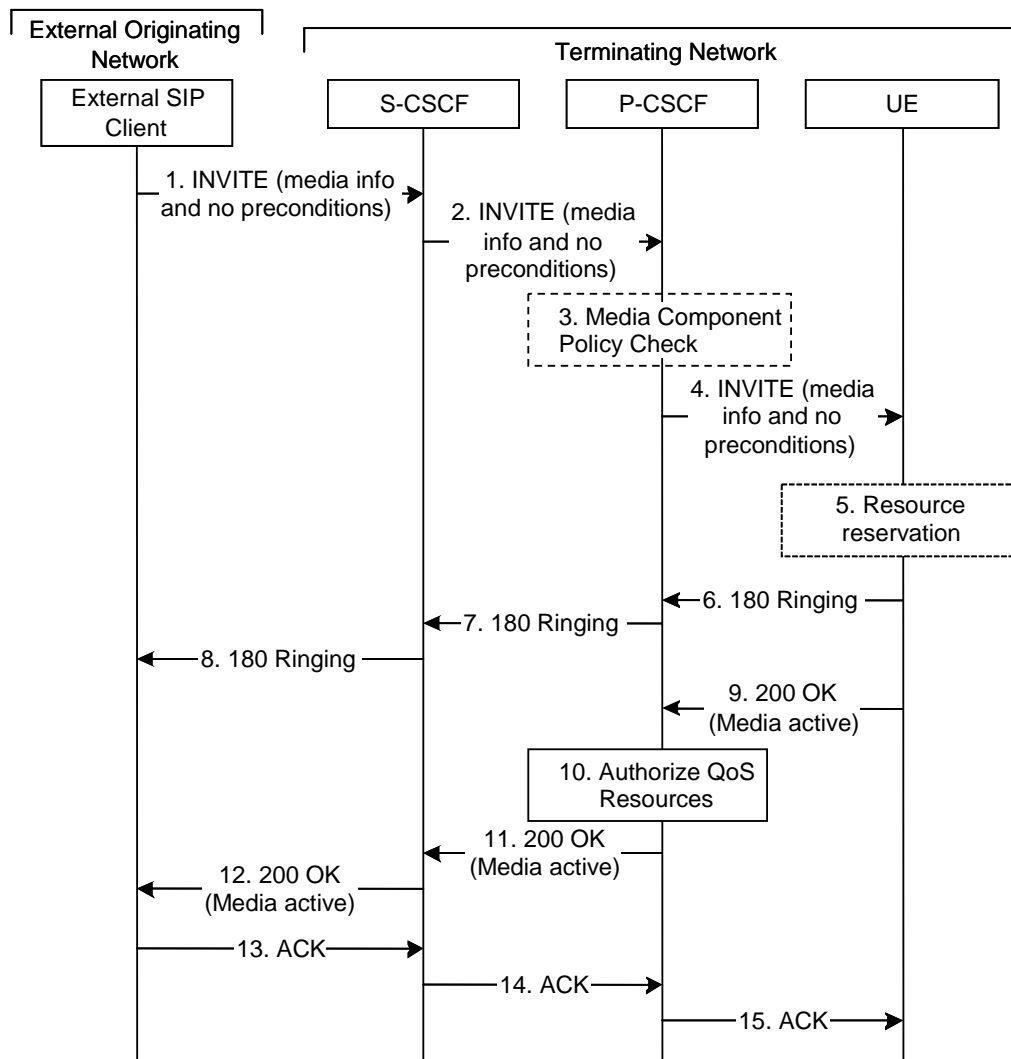 External Originating
Network
Terminating Network
External SIP
Client
S-CSCF
P-CSCF
UE
1. INVITE (media info
and no preconditions)
2. INVITE (media
info and no
preconditions)
3. Media Component
Policy Check
4. INVITE (media
info and no
preconditions)
5. Resource
reservation
6. 180 Ringing
7. 180 Ringing
8. 180 Ringing
9. 200 OK
(Media active)
10. Authorize QoS
Resources
11. 200 OK
(Media active)
12. 200 OK
(Media active)
13. ACK
14. ACK
15. ACK